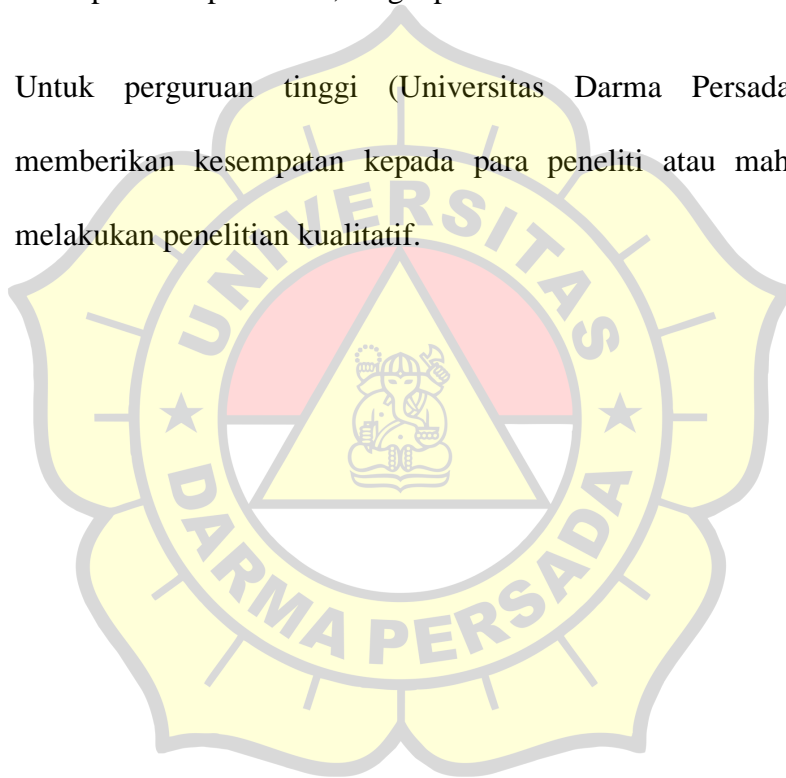 Untuk perguruan tinggi (Universitas Darma Persada
memberikan kesempatan kepada para peneliti atau mah
melakukan penelitian kualitatif.
UNIVERSITAS
DARMA PERSADA